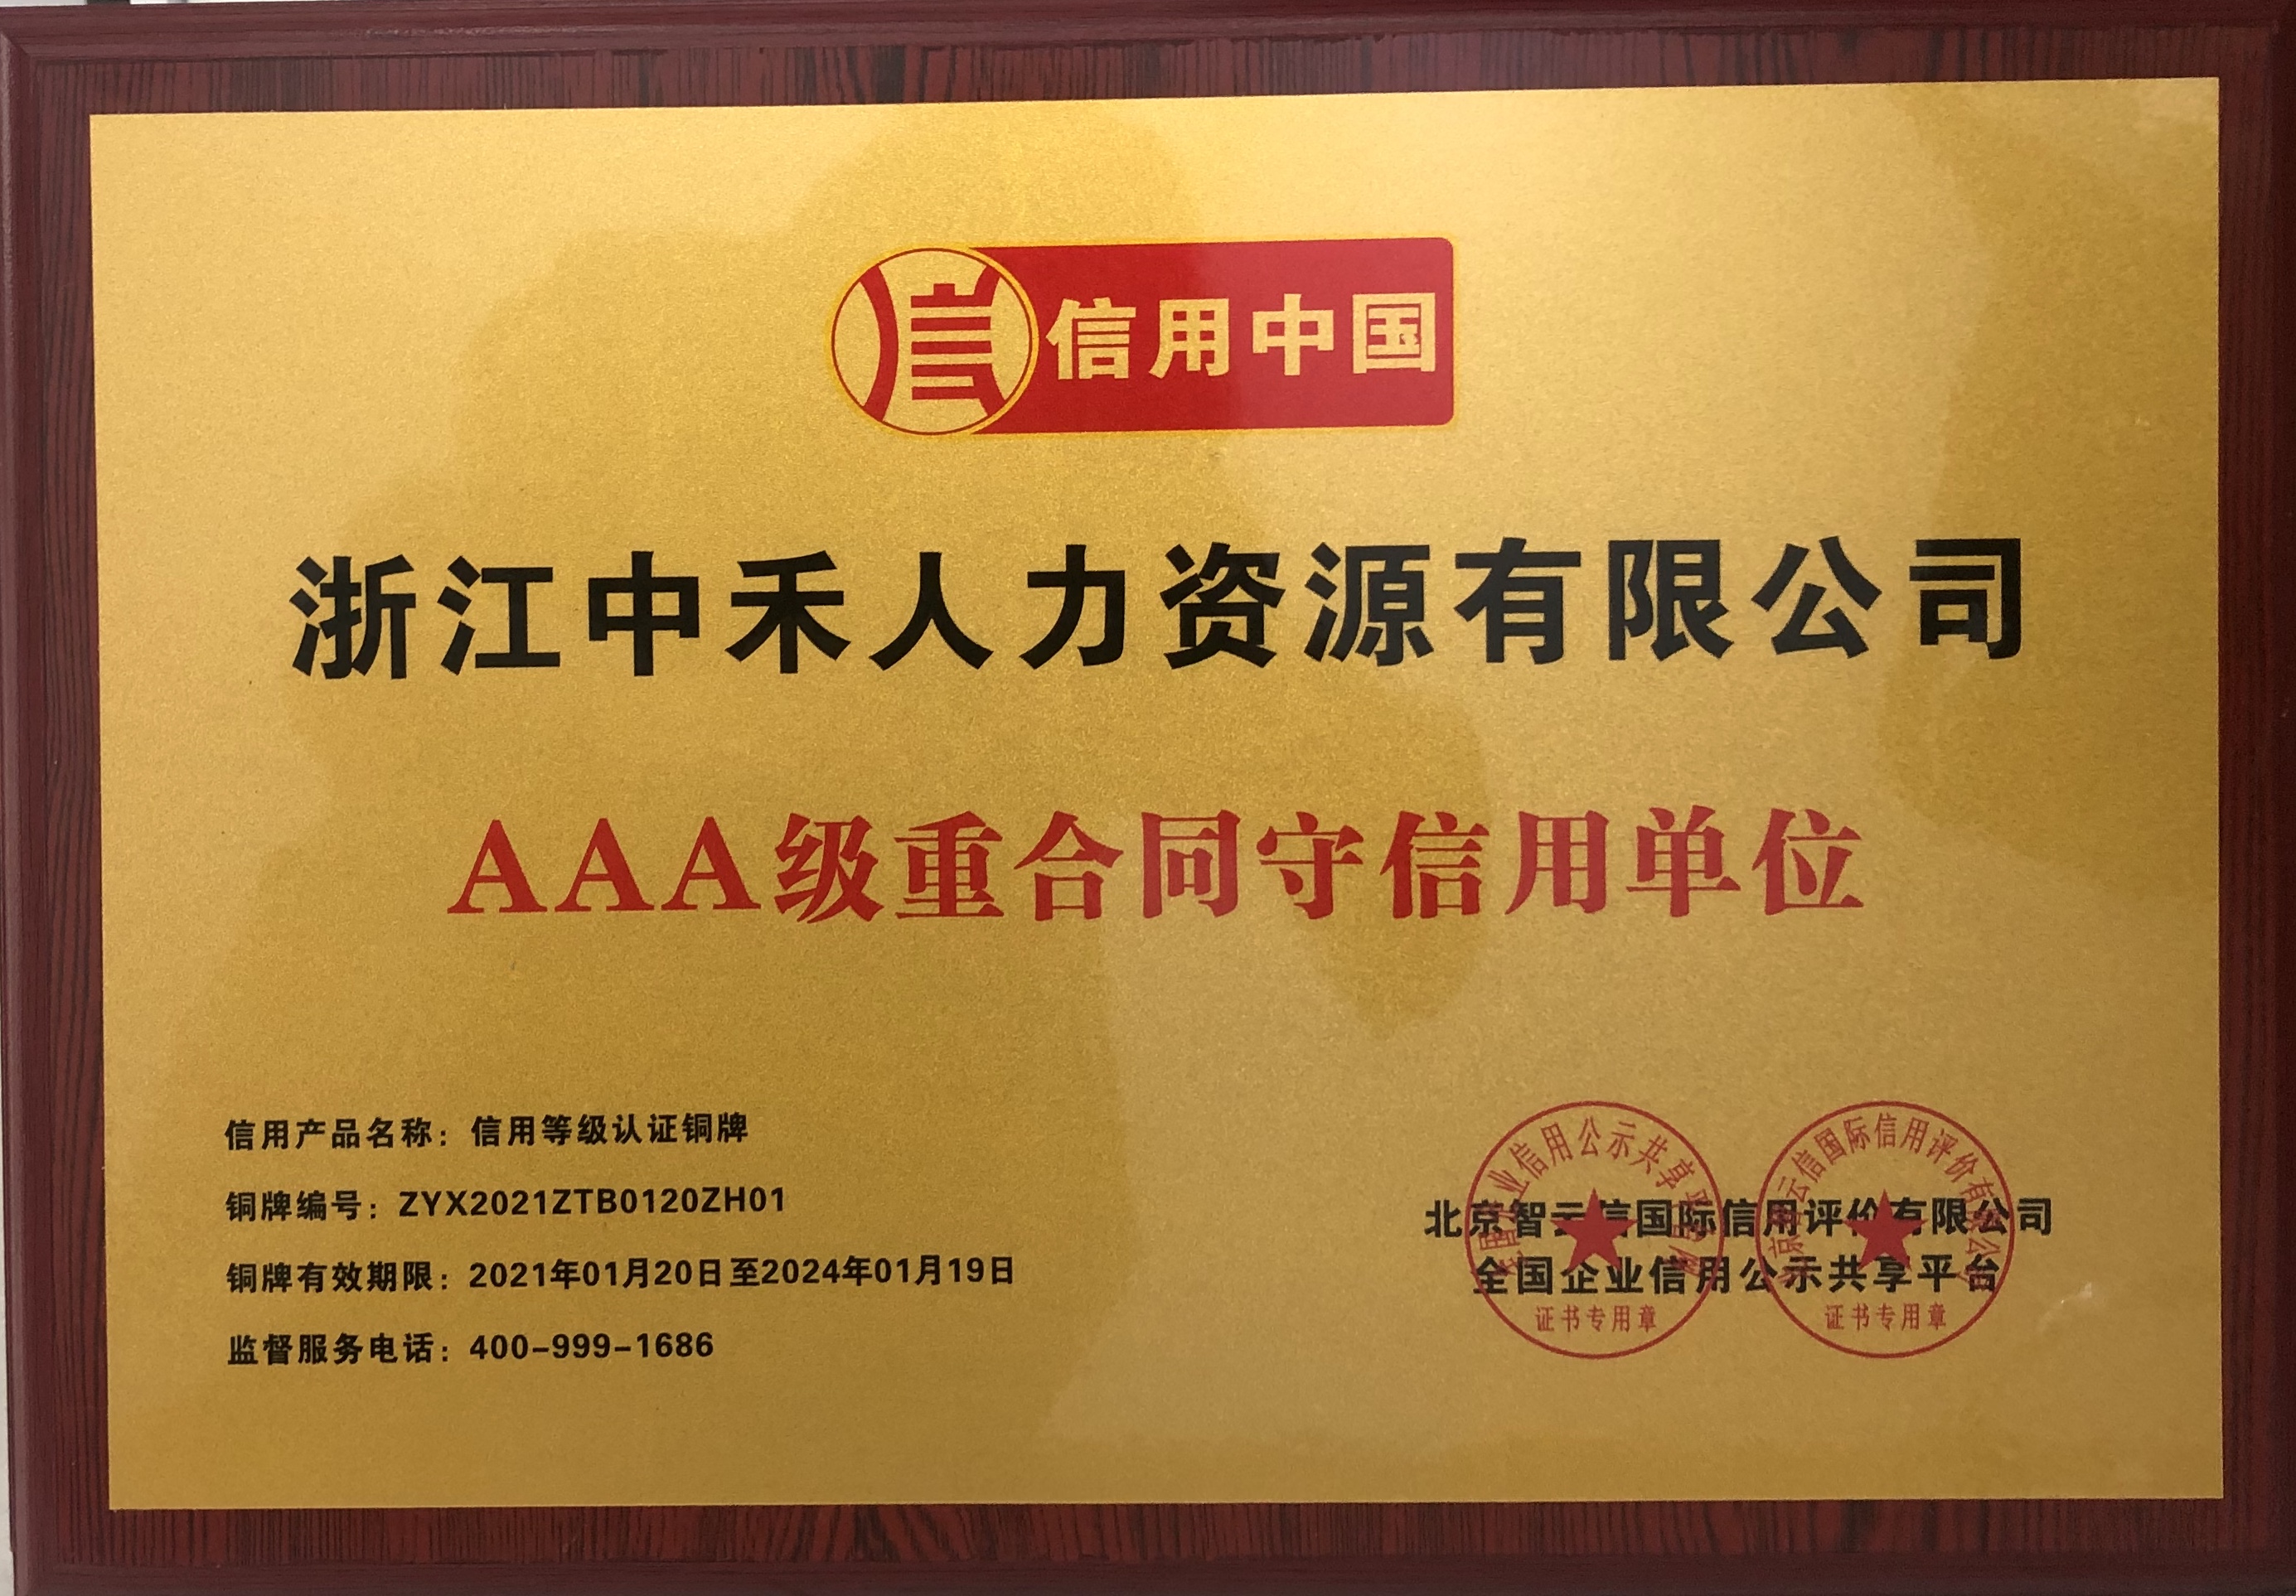 信 信用中国
浙江中禾人力资源有限公司
AAA级重合同守信用单位
信用产品名称：信用等级认证铜牌
铜牌编号：ZYX2021ZTB0120ZH01
铜牌有效期限：2021年01月20日至2024年01月19日
监督服务电话：400-999-1686
北京智云信国际信用评价有限公司
全国企业信用公示共享平台
证书专用章
证书专用章